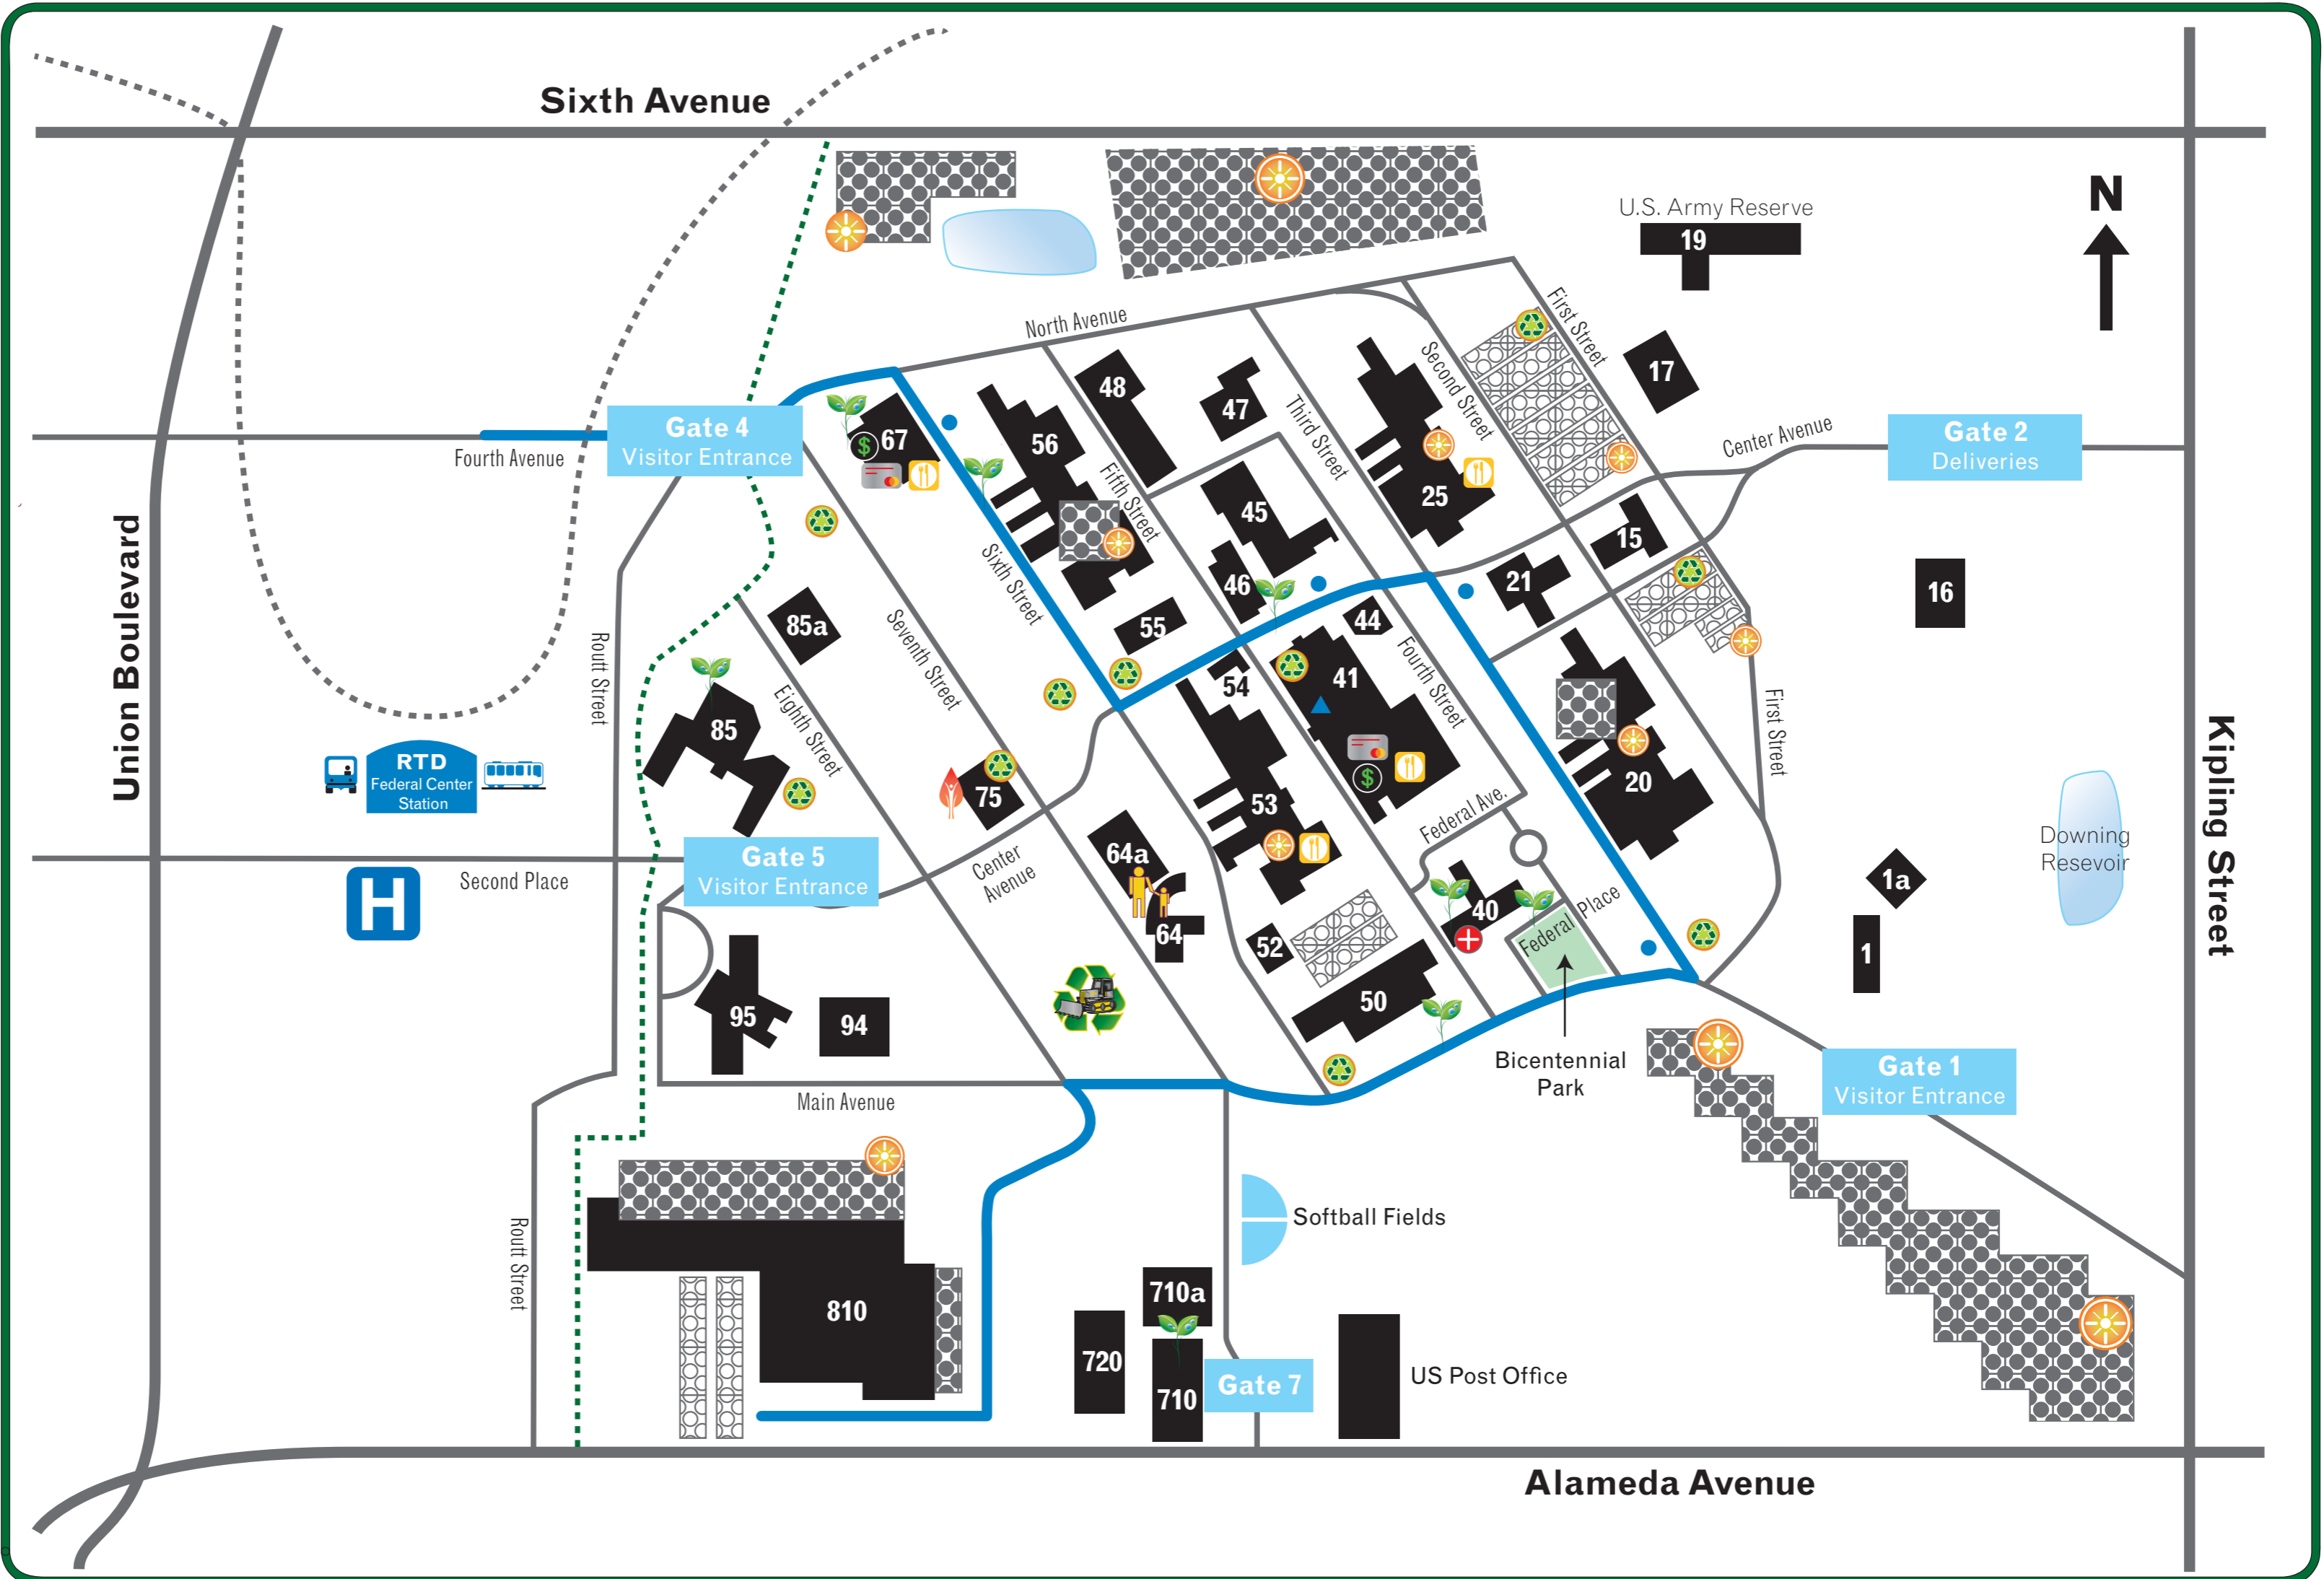 Sixth Avenue
U.S. Army Reserve
19
N
North Avenue
First Street
17
48
47
Second Street
Third Street
Gate 4
Visitor Entrance
Fourth Avenue
$
67
56
Fifth Street
25
Center Avenue
Gate 2
Deliveries
45
15
46
21
16
Sixth Street
55
44
85a
Seventh Street
Routt Street
54
41
Fourth Street
First Street
85
Eighth Street
Union Boulevard
RTD
Federal Center
Station
75
53
$
20
Kipling Street
Federal Ave.
Downing
Resevoir
Gate 5
Visitor Entrance
Second Place
H
Center
Avenue
64a
64
52
40
Federal Place
1a
1
95
94
50
Bicentennial
Park
Gate 1
Visitor Entrance
Main Avenue
Routt Street
Softball Fields
810
710a
720
710
Gate 7
US Post Office
Alameda Avenue